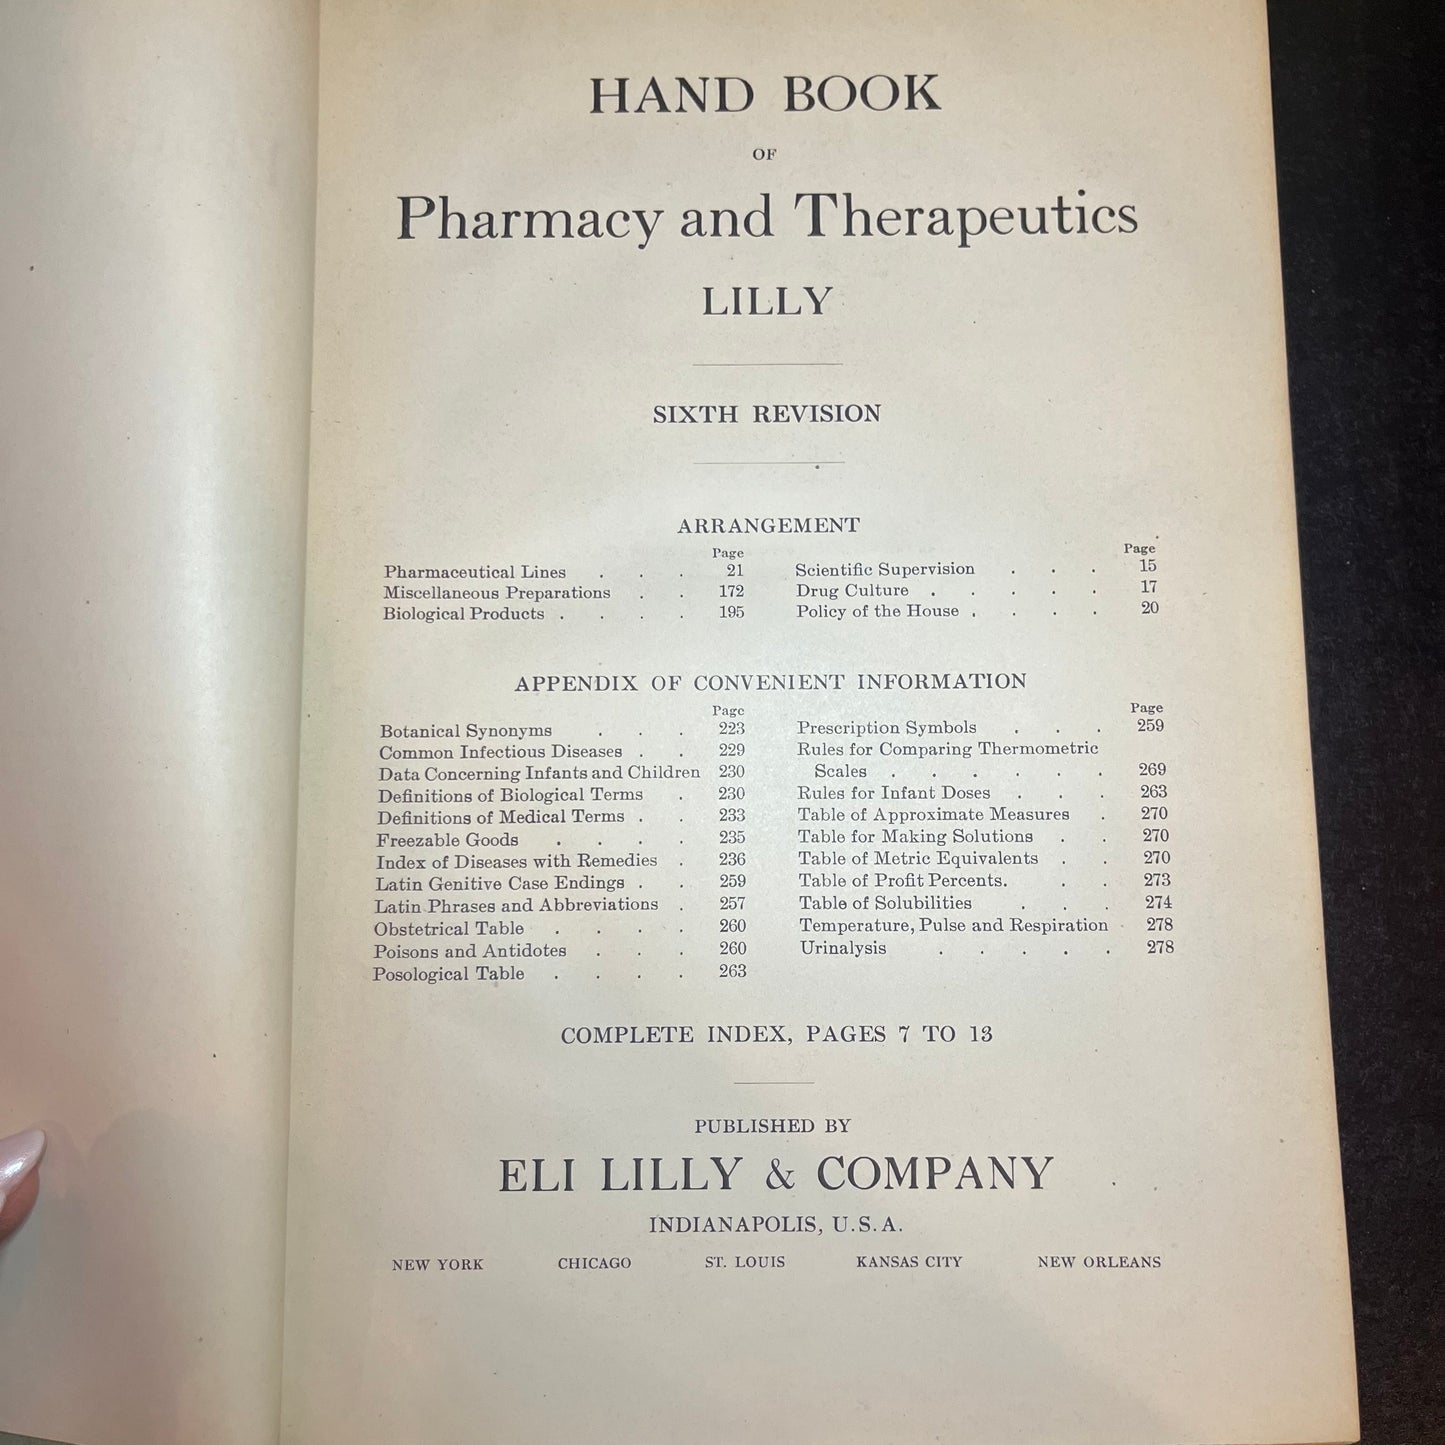 HAND BOOK
OF
Pharmacy and Therapeutics
LILLY
SIXTH REVISION
ARRANGEMENT
Page
Pharmaceutical Lines . . . 21
Miscellaneous Preparations . . 172
Biological Products . . . . 195
Page
Scientific Supervision . . . 15
Drug Culture . . . . . 17
Policy of the House . . . . 20
APPENDIX OF CONVENIENT INFORMATION
Page
Botanical Synonyms . . . 223
Common Infectious Diseases . . 229
Data Concerning Infants and Children 230
Definitions of Biological Terms . 230
Definitions of Medical Terms . . 233
Freezable Goods . . . . 235
Index of Diseases with Remedies . 236
Latin Genitive Case Endings . . 259
Latin Phrases and Abbreviations . 257
Obstetrical Table . . . . 260
Poisons and Antidotes . . . 260
Posological Table . . . . 263
Page
Prescription Symbols . . . 259
Rules for Comparing Thermometric
Scales . . . . . . 269
Rules for Infant Doses . . . 263
Table of Approximate Measures . 270
Table for Making Solutions . . 270
Table of Metric Equivalents . . 270
Table of Profit Percents. . . 273
Table of Solubilities . . . 274
Temperature, Pulse and Respiration . 278
Urinalysis . . . . . 278
COMPLETE INDEX, PAGES 7 TO 13
PUBLISHED BY
ELI LILLY & COMPANY
INDIANAPOLIS, U.S.A.
NEW YORK CHICAGO ST. LOUIS KANSAS CITY NEW ORLEANS